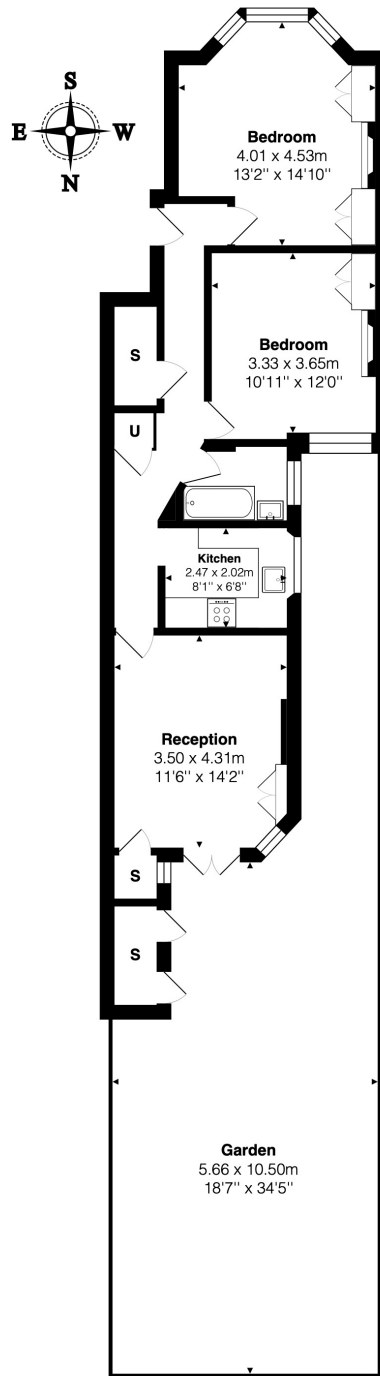 S
E
W
N
Bedroom
4.01 x 4.53m
13'2'' x 14'10''
Bedroom
3.33 x 3.65m
10'11'' x 12'0''
S
U
Kitchen
2.47 x 2.02m
8'1'' x 6'8''
Reception
3.50 x 4.31m
11'6'' x 14'2''
S
S
Garden
5.66 x 10.50m
18'7'' x 34'5''